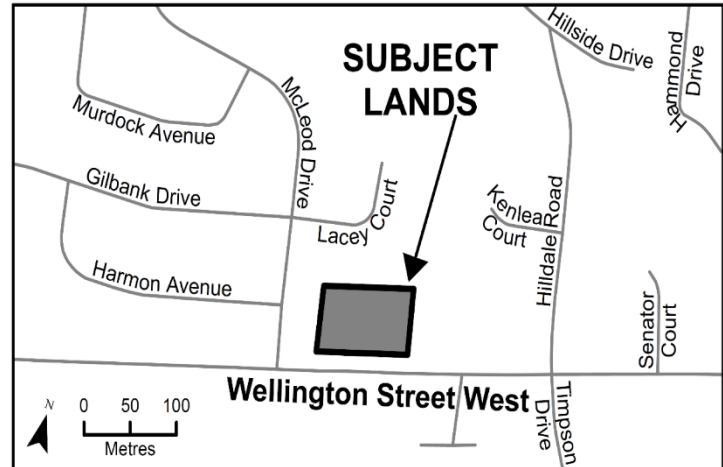 Hillside Drive
Hammond
Drive
SUBJECT
LANDS
McLeod Drive
Murdock Avenue
Gilbank Drive
Lacey Court
Kenlea
Court
Hilldale Road
Harmon Avenue
Senator
Court
Wellington Street West
Timpson
Drive
N
0 50 100
Metres